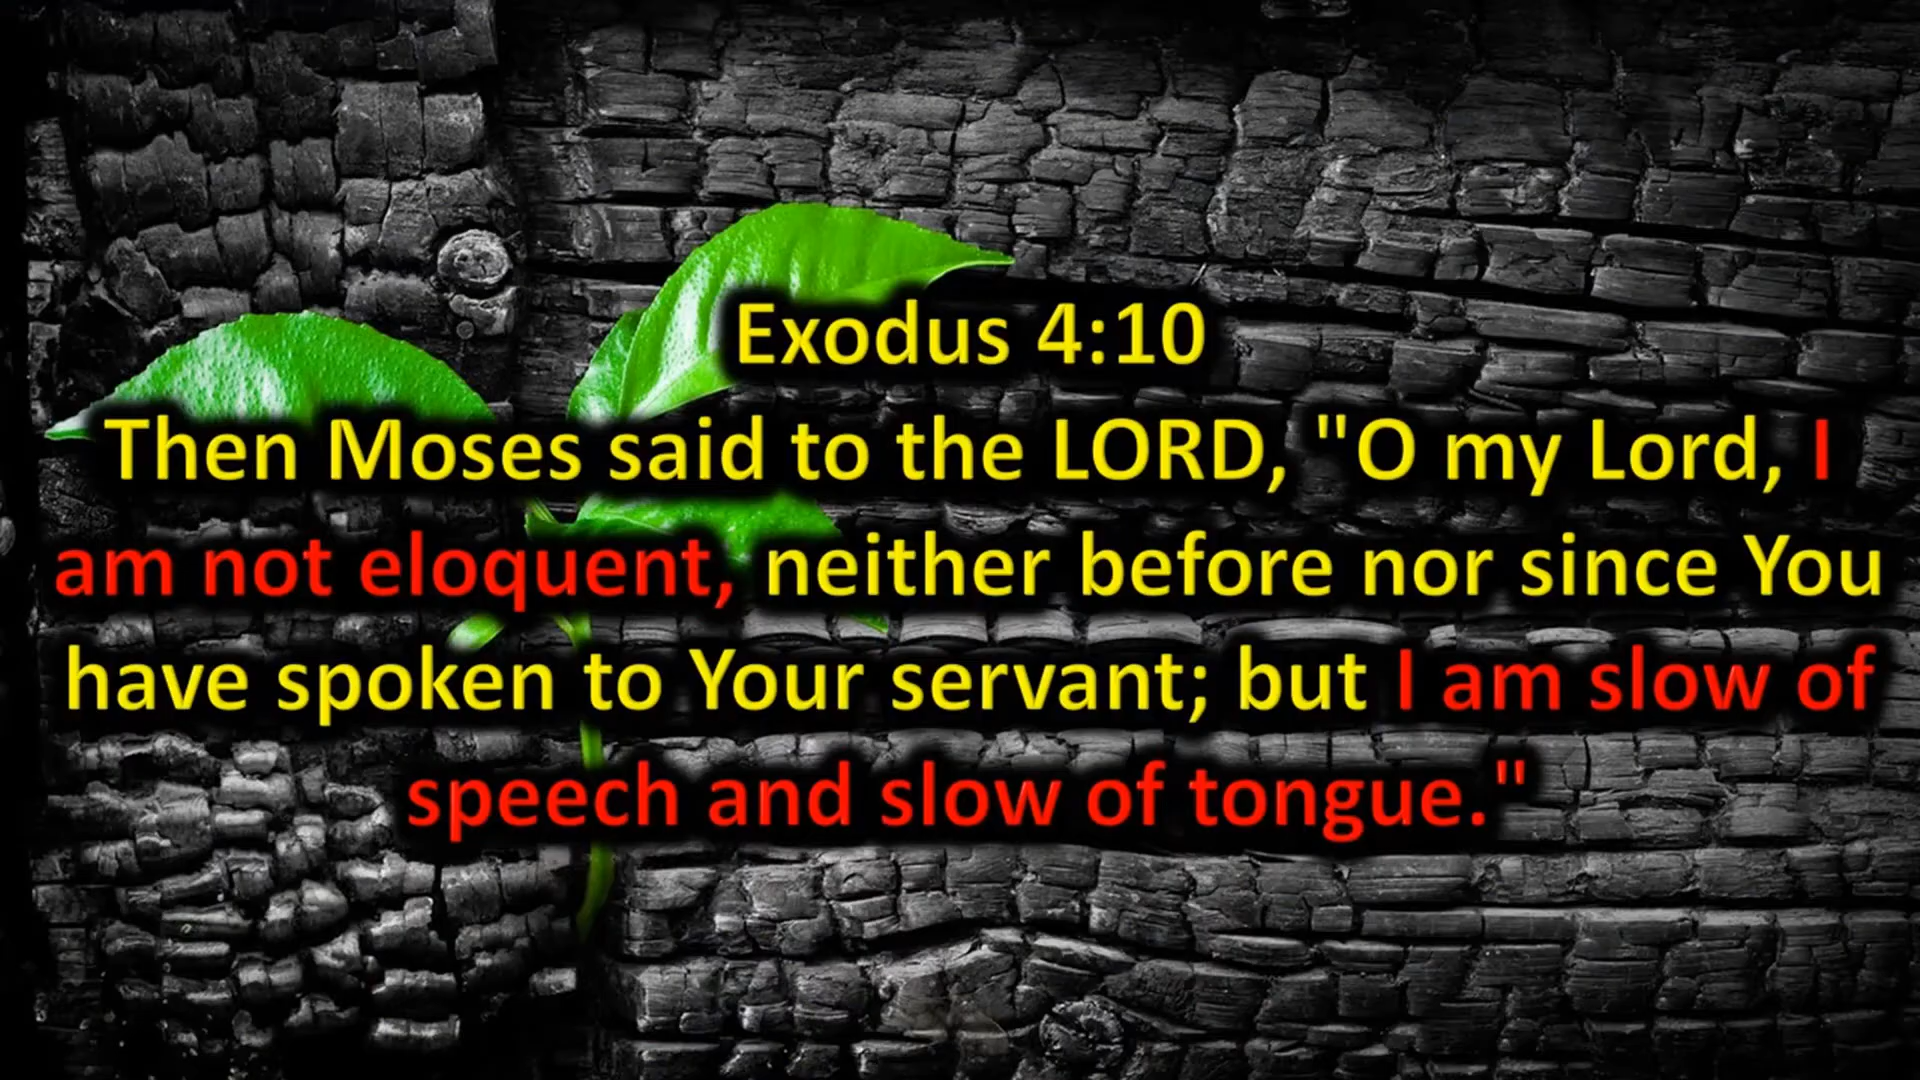 Exodus 4:10
Then Moses said to the LORD, "O my Lord, I
am not eloquent, neither before nor since You
have spoken to Your servant; but I am slow of
speech and slow of tongue."